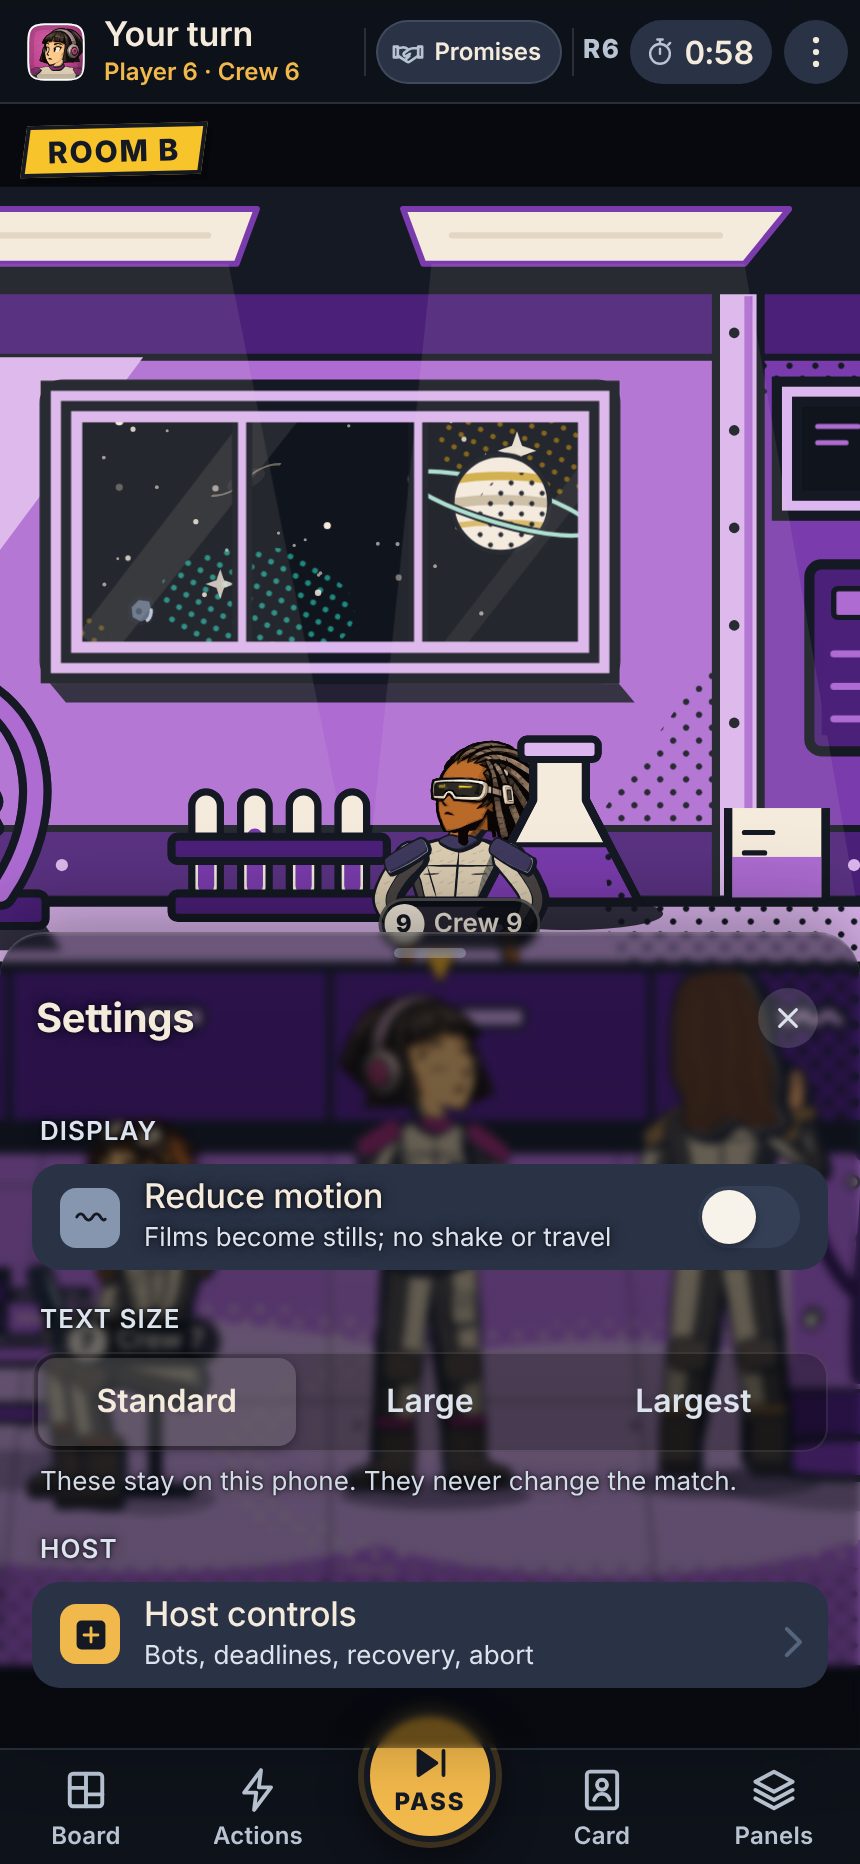 Your turn
Player 6 · Crew 6
Promises
R6
0:58
ROOM B
9 Crew 9
Settings
DISPLAY
Reduce motion
Films become stills; no shake or travel
TEXT SIZE
Standard
Large
Largest
These stay on this phone. They never change the match.
HOST
Host controls
Bots, deadlines, recovery, abort
PASS
Board
Actions
Card
Panels